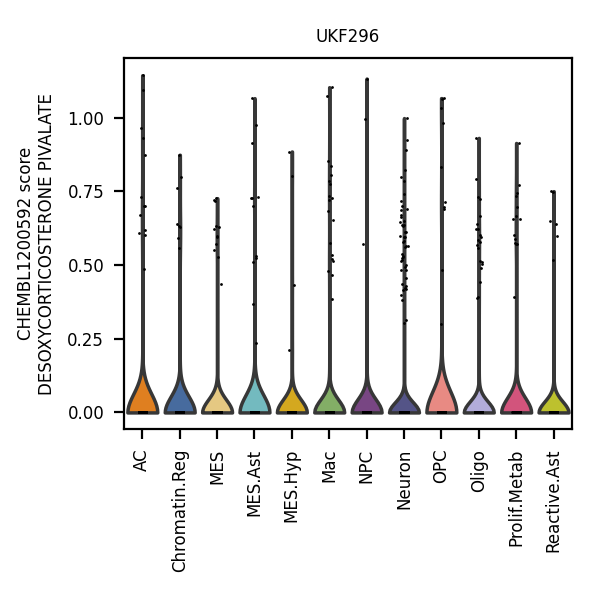 UKF296
CHEMBL1200592 score
DESOXYCORTICOSTERONE PIVALATE
1.00
0.75
0.50
0.25
0.00
AC
Chromatin.Reg
MES
MES.Ast
MES.Hyp
Mac
NPC
Neuron
OPC
Oligo
Prolif.Metab
Reactive.Ast